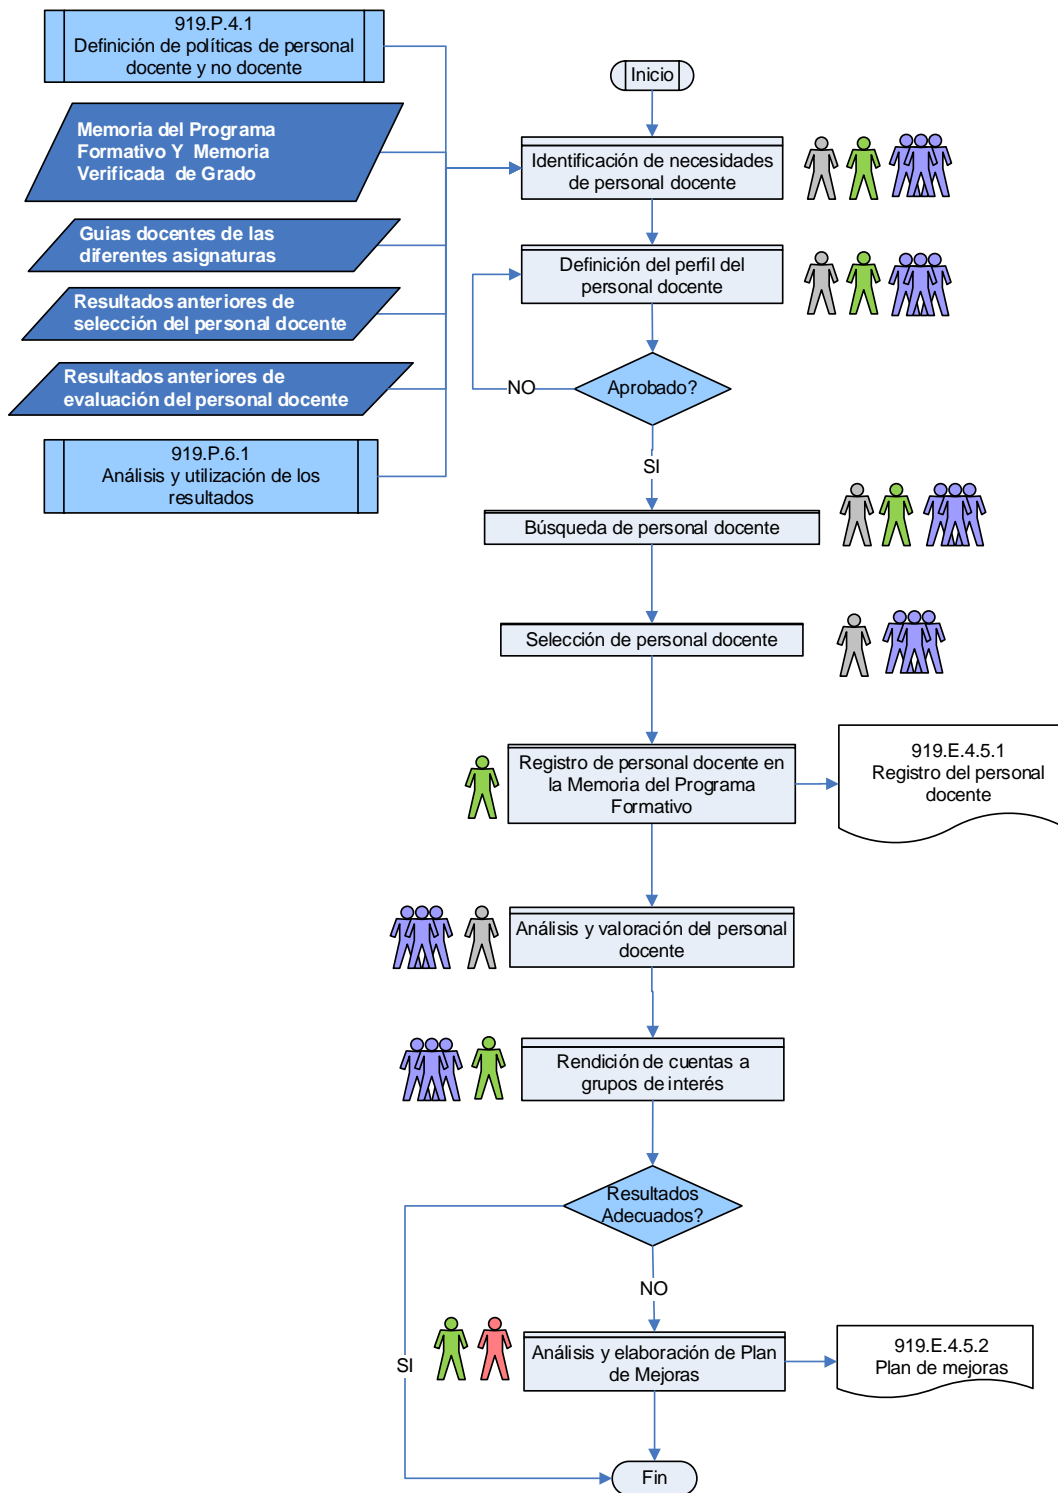 919.P.4.1
Definición de políticas de personal
docente y no docente
Memoria del Programa
Formativo Y Memoria
Verificada de Grado
Guias docentes de las
diferentes asignaturas
Resultados anteriores de
selección del personal docente
Resultados anteriores de
evaluación del personal docente
919.P.6.1
Análisis y utilización de los
resultados
Inicio
Identificación de necesidades
de personal docente
Definición del perfil del
personal docente
Aprobado?
NO
SI
Búsqueda de personal docente
Selección de personal docente
Registro de personal docente en
la Memoria del Programa
Formativo
919.E.4.5.1
Registro del personal
docente
Análisis y valoración del personal
docente
Rendición de cuentas a
grupos de interés
Resultados
Adecuados?
NO
SI
Análisis y elaboración de Plan
de Mejoras
919.E.4.5.2
Plan de mejoras
Fin